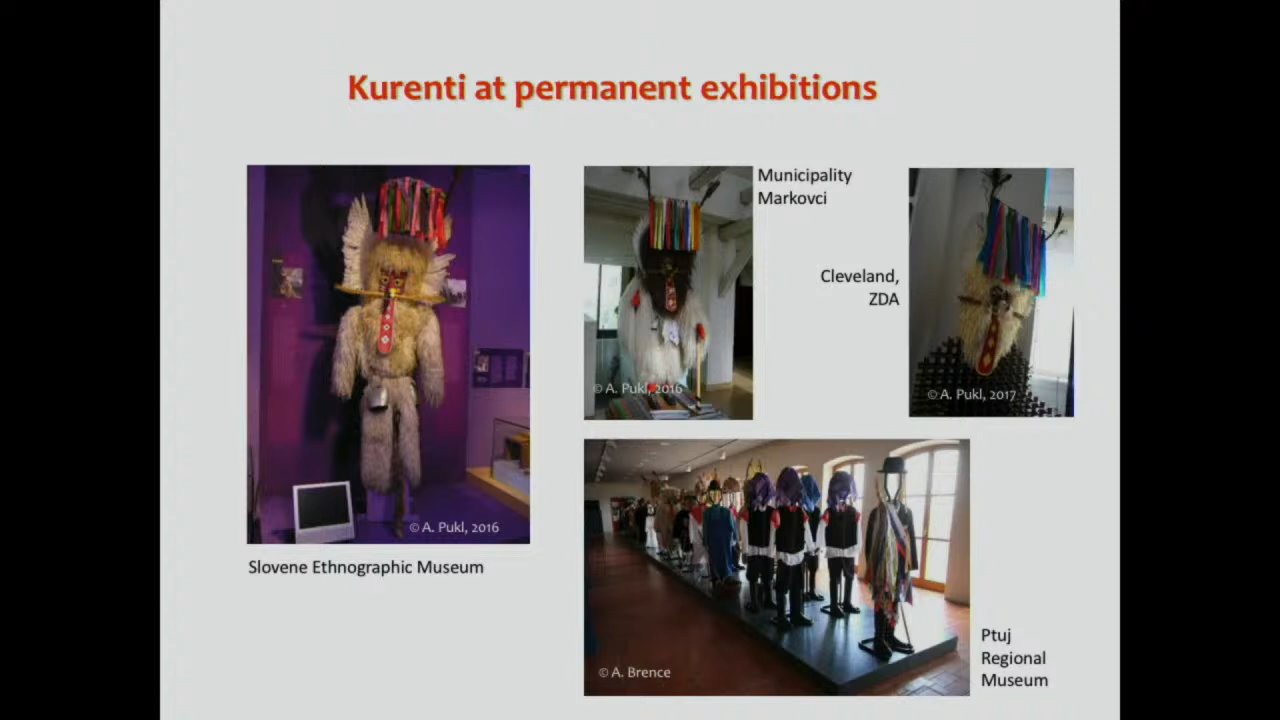 Kurenti at permanent exhibitions
Municipality
Markovci
Cleveland,
ZDA
© A. Pukl, 2016
© A. Pukl, 2017
© A. Pukl, 2016
Slovene Ethnographic Museum
© A. Brence
Ptuj
Regional
Museum